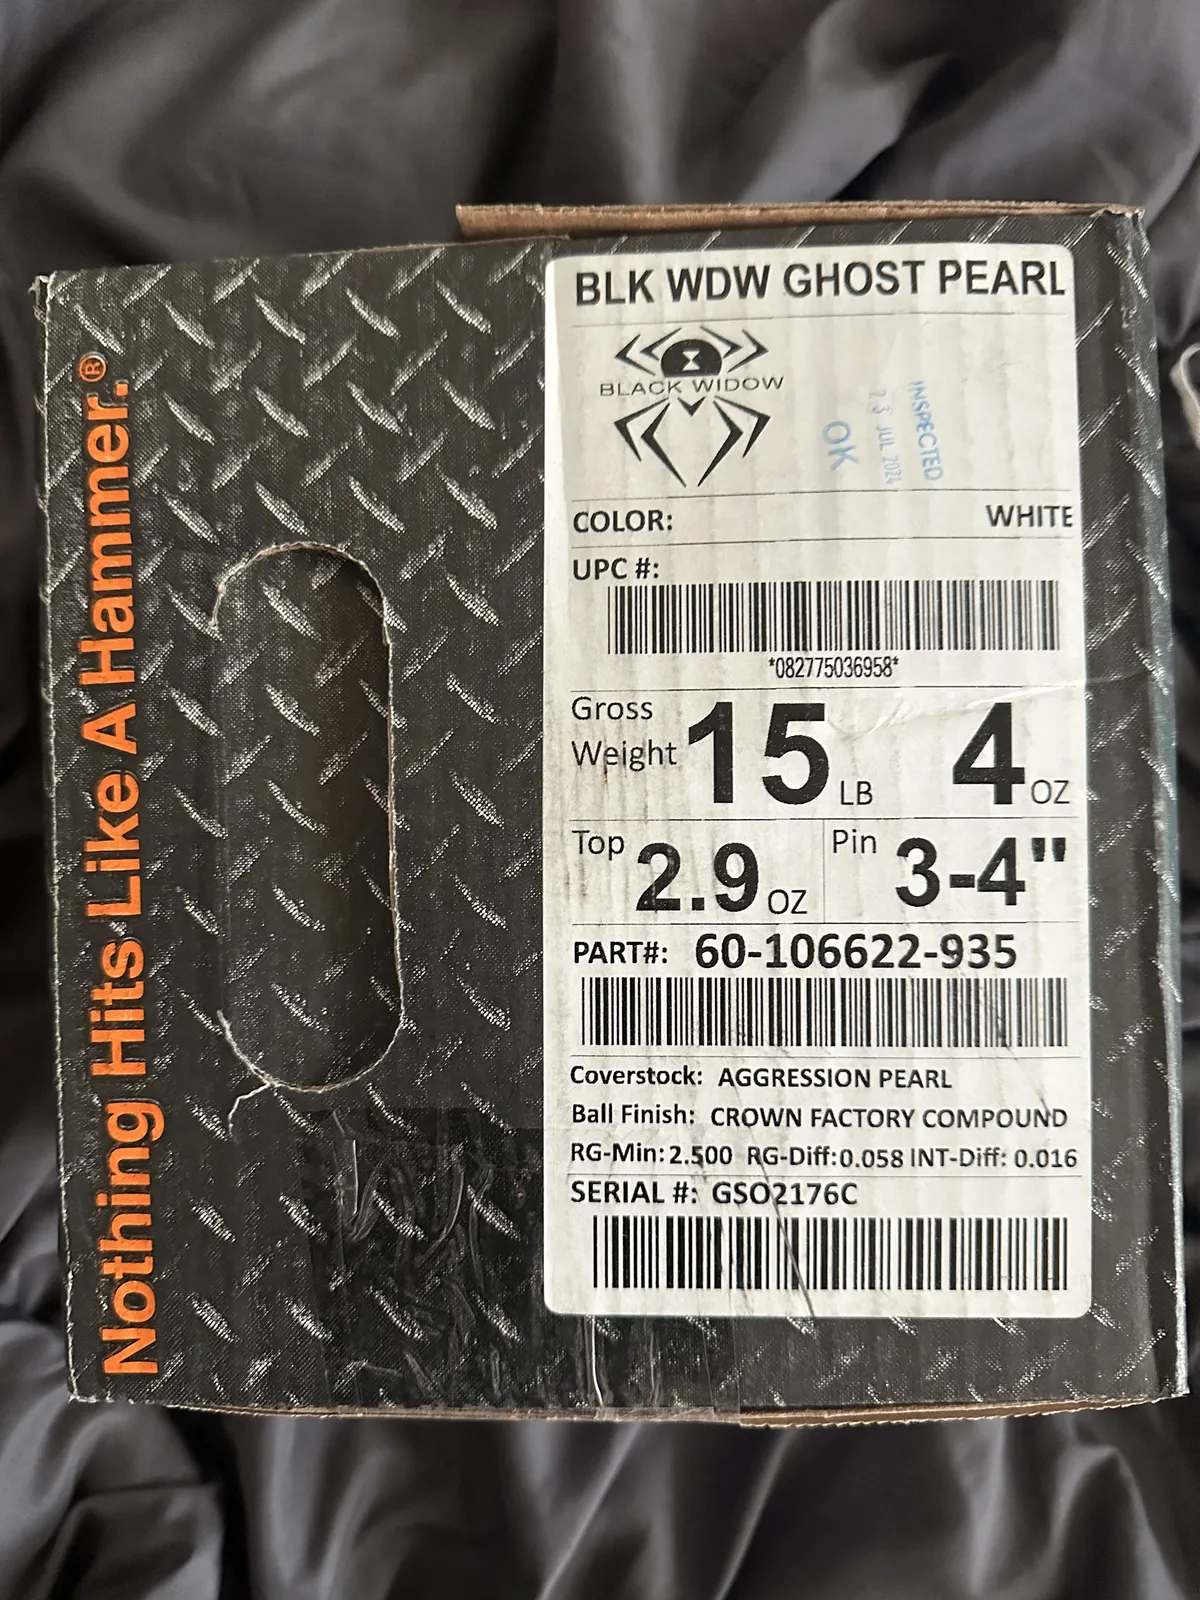 Nothing Hits Like A Hammer.®
BLK WDW GHOST PEARL
BLACK WIDOW
INSPECTED
23 JUL 2021
OK
COLOR: WHITE
UPC #:
*082775036958*
Gross Weight 15 LB 4 OZ
Top 2.9 OZ Pin 3-4"
PART#: 60-106622-935
Coverstock: AGGRESSION PEARL
Ball Finish: CROWN FACTORY COMPOUND
RG-Min: 2.500 RG-Diff:0.058 INT-Diff: 0.016
SERIAL #: GSO2176C